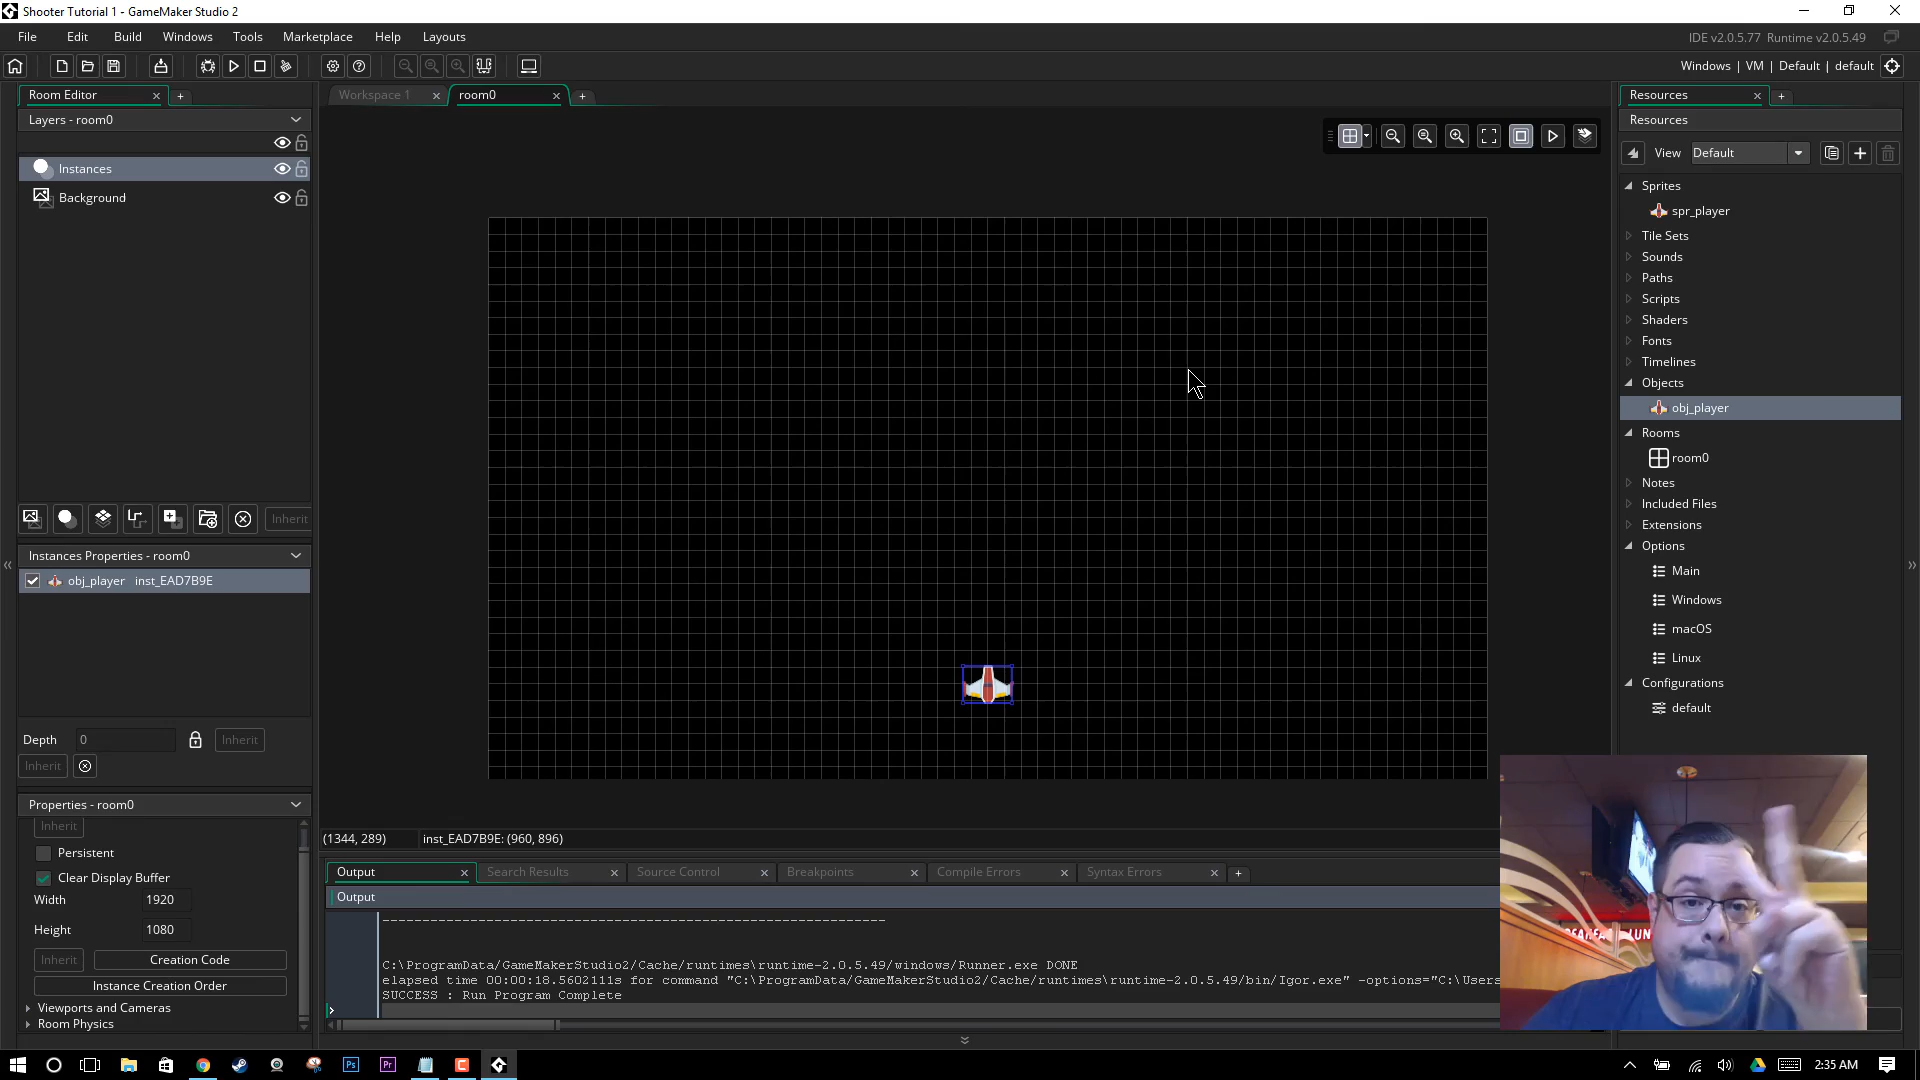 Shooter Tutorial 1 - GameMaker Studio 2
File Edit Build Windows Tools Marketplace Help Layouts
IDE v2.0.5.77 Runtime v2.0.5.49
Windows | VM | Default | default
Room Editor
Workspace 1
room0
Resources
Layers - room0
Resources
View Default
Instances
Background
Sprites
spr_player
Tile Sets
Sounds
Paths
Scripts
Shaders
Fonts
Timelines
Objects
obj_player
Rooms
room0
Notes
Included Files
Extensions
Options
Main
Windows
macOS
Linux
Configurations
default
Inherit
Instances Properties - room0
obj_player inst_EAD7B9E
Depth 0 Inherit
Inherit
Properties - room0
Inherit
Persistent
Clear Display Buffer
Width 1920
Height 1080
Inherit Creation Code
Instance Creation Order
Viewports and Cameras
Room Physics
(1344, 289) inst_EAD7B9E: (960, 896)
Output Search Results Source Control Breakpoints Compile Errors Syntax Errors
Output
----------------------------------------------------------------
C:\ProgramData/GameMakerStudio2/Cache/runtimes\runtime-2.0.5.49/windows/Runner.exe DONE
elapsed time 00:00:18.5602111s for command "C:\ProgramData/GameMakerStudio2/Cache/runtimes\runtime-2.0.5.49/bin/Igor.exe" -options="C:\Users
SUCCESS : Run Program Complete
Ps Pr
2:35 AM